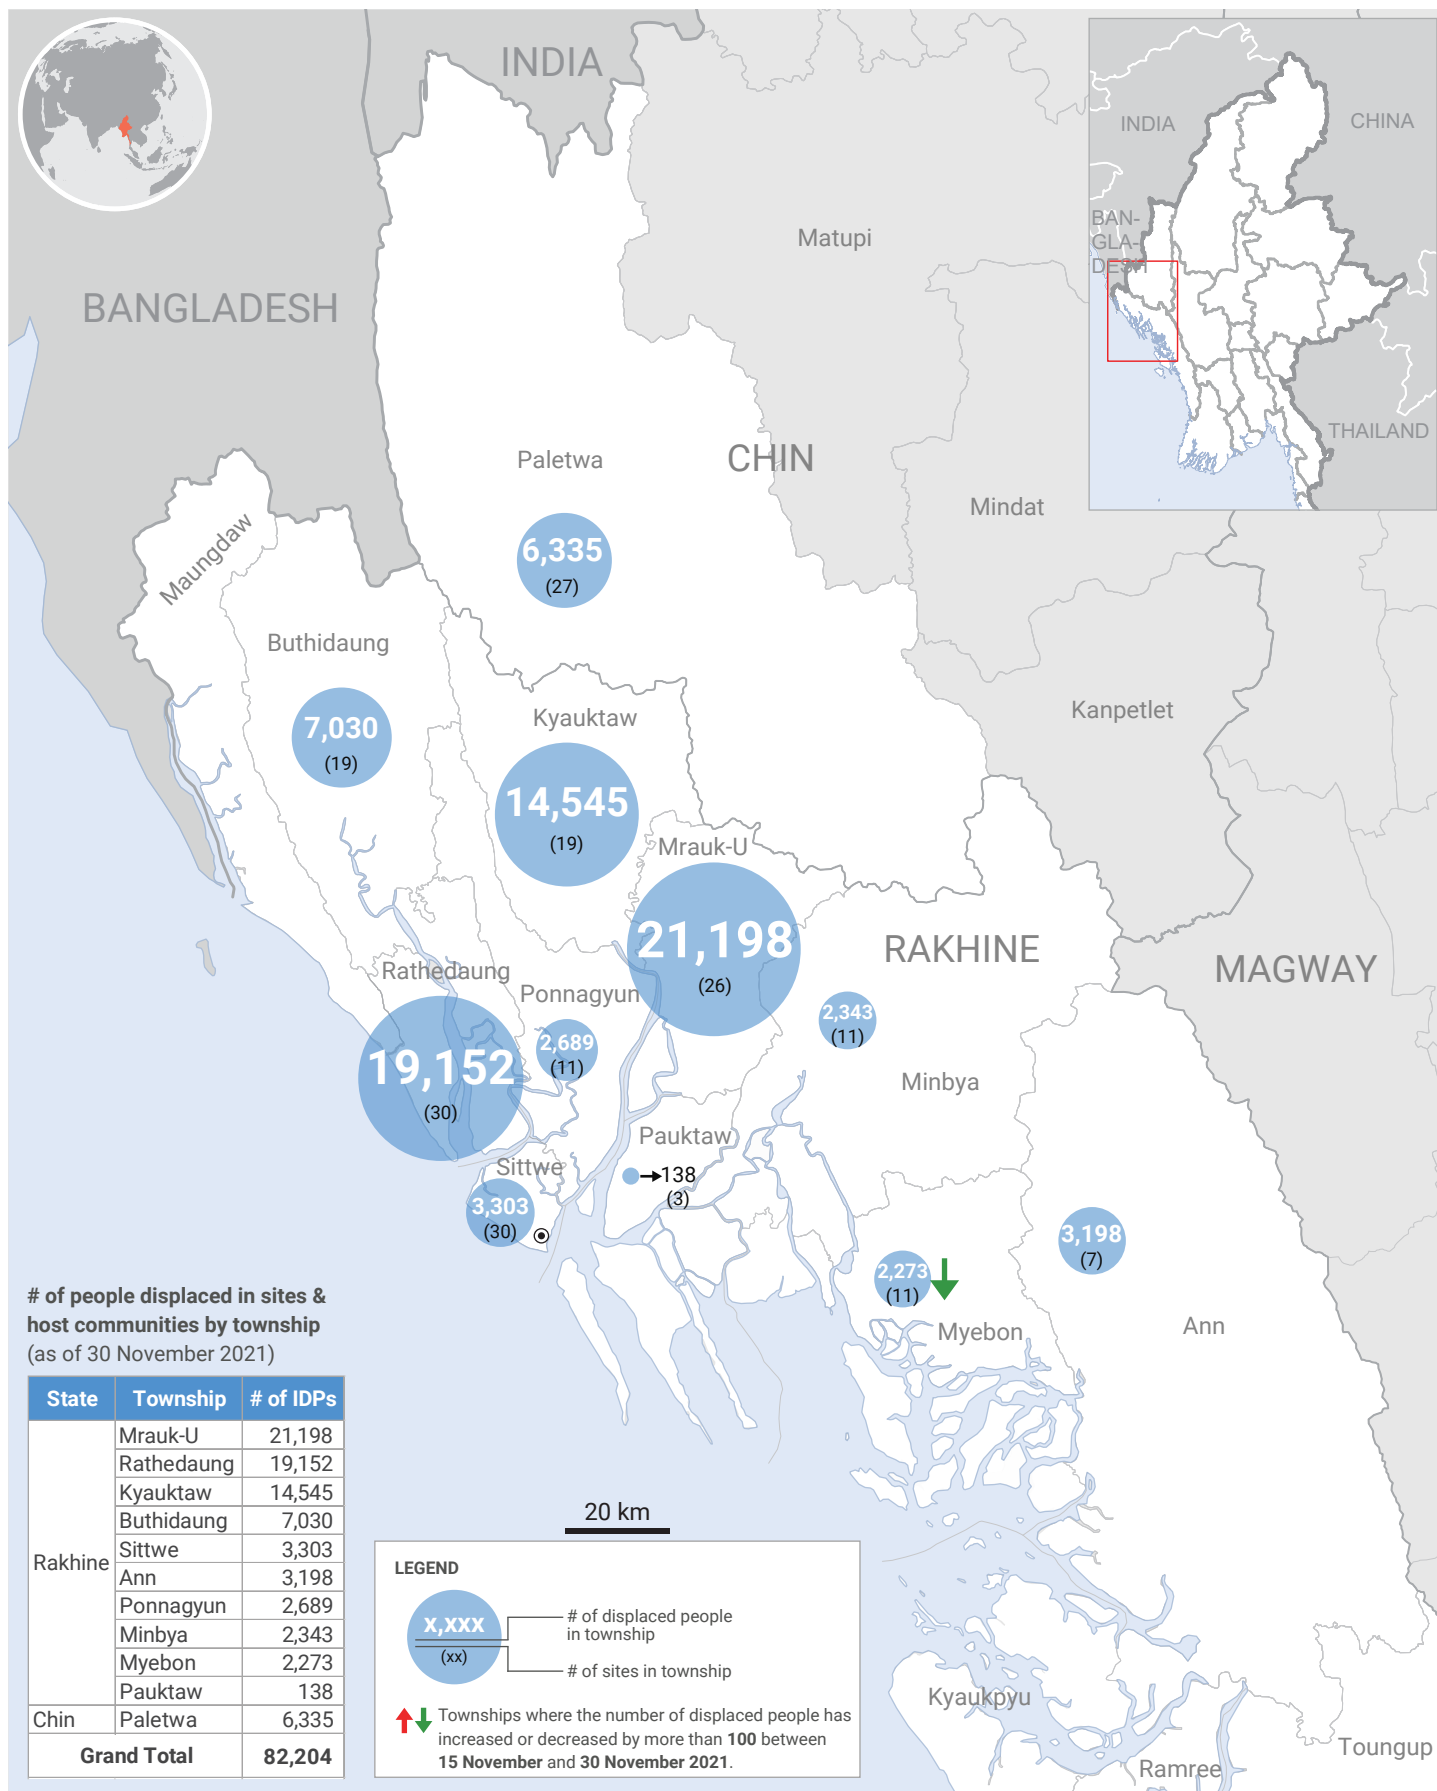 INDIA
INDIA
CHINA
BAN-
GLA-
DESH
THAILAND
BANGLADESH
Matupi
Paletwa
CHIN
6,335
(27)
Mindat
Maungdaw
Buthidaung
7,030
(19)
Kyauktaw
14,545
(19)
Kanpetlet
Mrauk-U
21,198
(26)
RAKHINE
MAGWAY
Rathedaung
19,152
(30)
Ponnagyun
2,689
(11)
2,343
(11)
Minbya
Pauktaw
138
(3)
Sittwe
3,303
(30)
3,198
(7)
2,273
(11)
Myebon
Ann
# of people displaced in sites &
host communities by township
(as of 30 November 2021)
State Township # of IDPs
Mrauk-U 21,198
Rathedaung 19,152
Kyauktaw 14,545
Buthidaung 7,030
Sittwe 3,303
Rakhine
Ann 3,198
Ponnagyun 2,689
Minbya 2,343
Myebon 2,273
Pauktaw 138
Chin Paletwa 6,335
Grand Total 82,204
20 km
LEGEND
x,xxx
(xx)
# of displaced people
in township
# of sites in township
Townships where the number of displaced people has
increased or decreased by more than 100 between
15 November and 30 November 2021.
Kyaukpyu
Ramree
Toungup